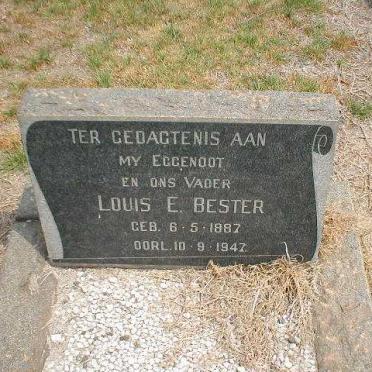 TER GEDAGTENIS AAN
MY EGGENOOT
EN ONS VADER
LOUIS E. BESTER
GEB. 6·5·1887
OORL. 10·9·1947.